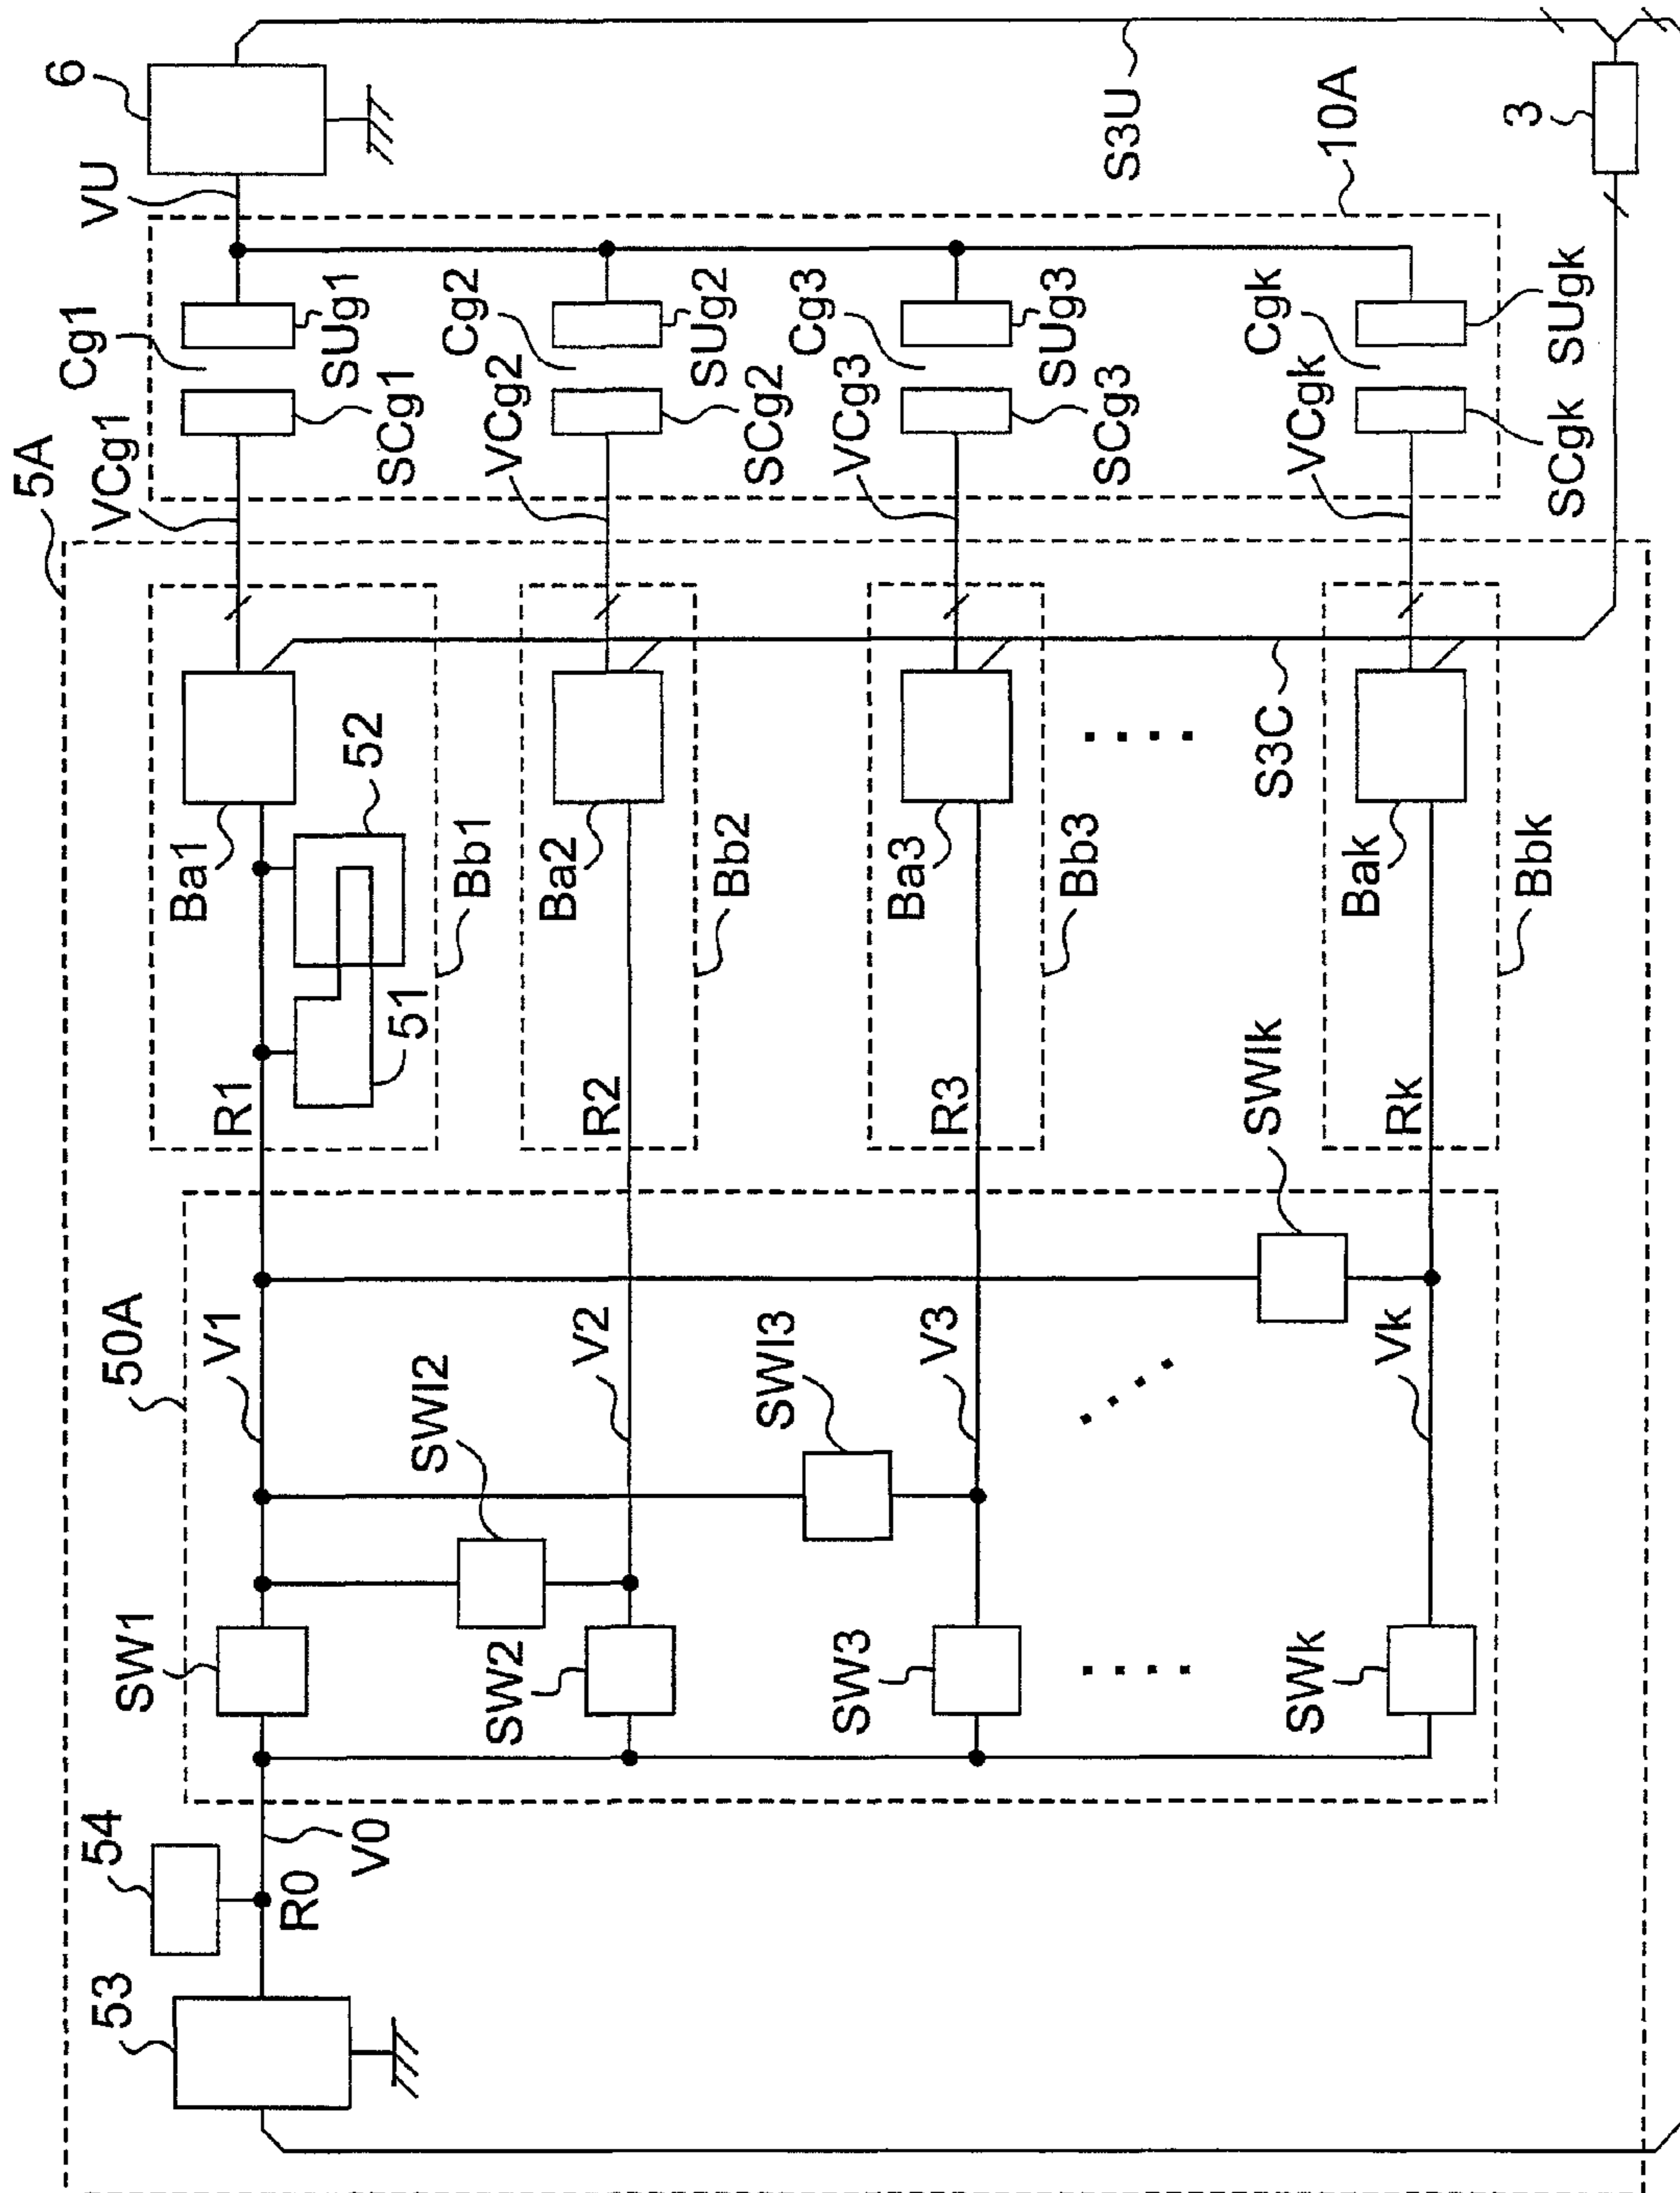 5A
6
VU
VCg1
Cg1
SUg1
SCg1
VCg2
Cg2
SUg2
SCg2
VCg3
Cg3
SUg3
SCg3
VCgk
Cgk
SUgk
SCgk
10A
S3U
3
S3C
Ba1
52
51
R1
Bb1
Ba2
R2
Bb2
Ba3
R3
Bb3
Bak
Rk
Bbk
50A
V1
V2
V3
Vk
SWI2
SWI3
SWIk
SW1
SW2
SW3
SWk
54
V0
R0
53